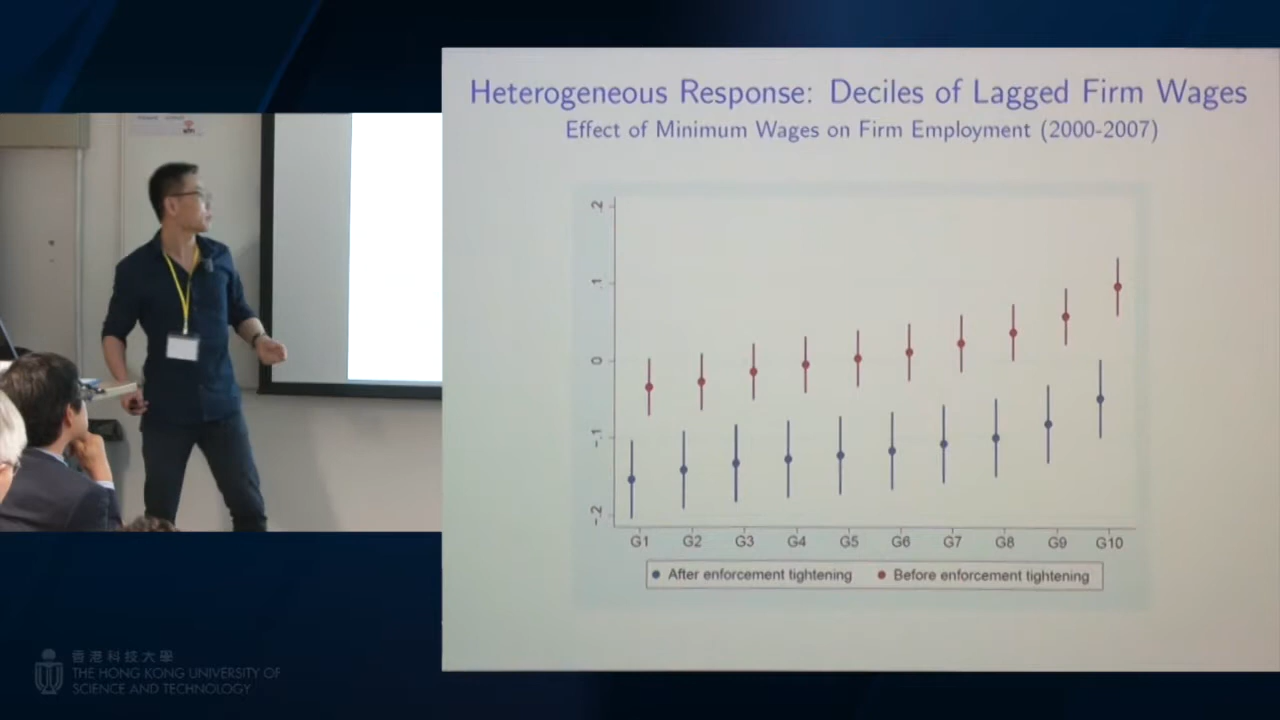 Heterogeneous Response: Deciles of Lagged Firm Wages
Effect of Minimum Wages on Firm Employment (2000-2007)
.2
.1
0
-.1
-.2
G1 G2 G3 G4 G5 G6 G7 G8 G9 G10
After enforcement tightening Before enforcement tightening
香港科技大學
THE HONG KONG UNIVERSITY OF
SCIENCE AND TECHNOLOGY